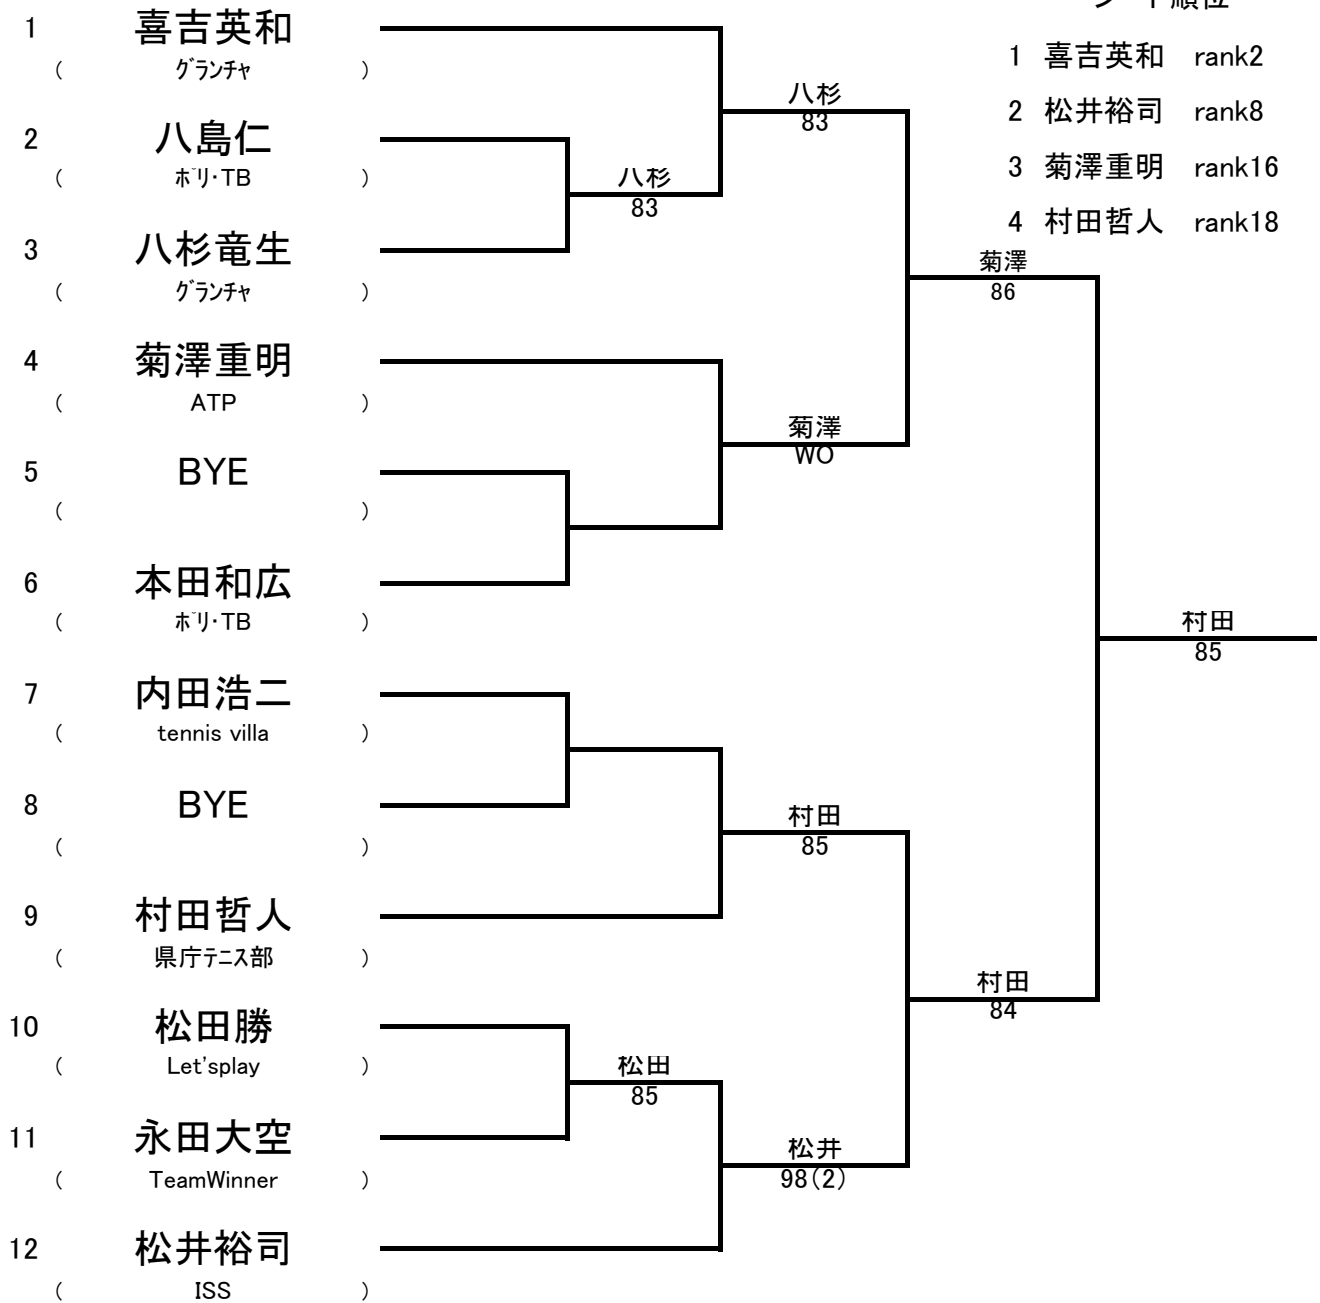 シード順位
1 喜吉英和 rank2
2 松井裕司 rank8
3 菊澤重明 rank16
4 村田哲人 rank18
1 喜吉英和
( グランチャ )
2 八島仁
( ボリ・TB )
3 八杉竜生
( グランチャ )
4 菊澤重明
( ATP )
5 BYE
( )
6 本田和広
( ボリ・TB )
7 内田浩二
( tennis villa )
8 BYE
( )
9 村田哲人
( 県庁テニス部 )
10 松田勝
( Let'splay )
11 永田大空
( TeamWinner )
12 松井裕司
( ISS )
八杉
83
松田
85
八杉
83
菊澤
WO
村田
85
松井
98(2)
菊澤
86
村田
84
村田
85